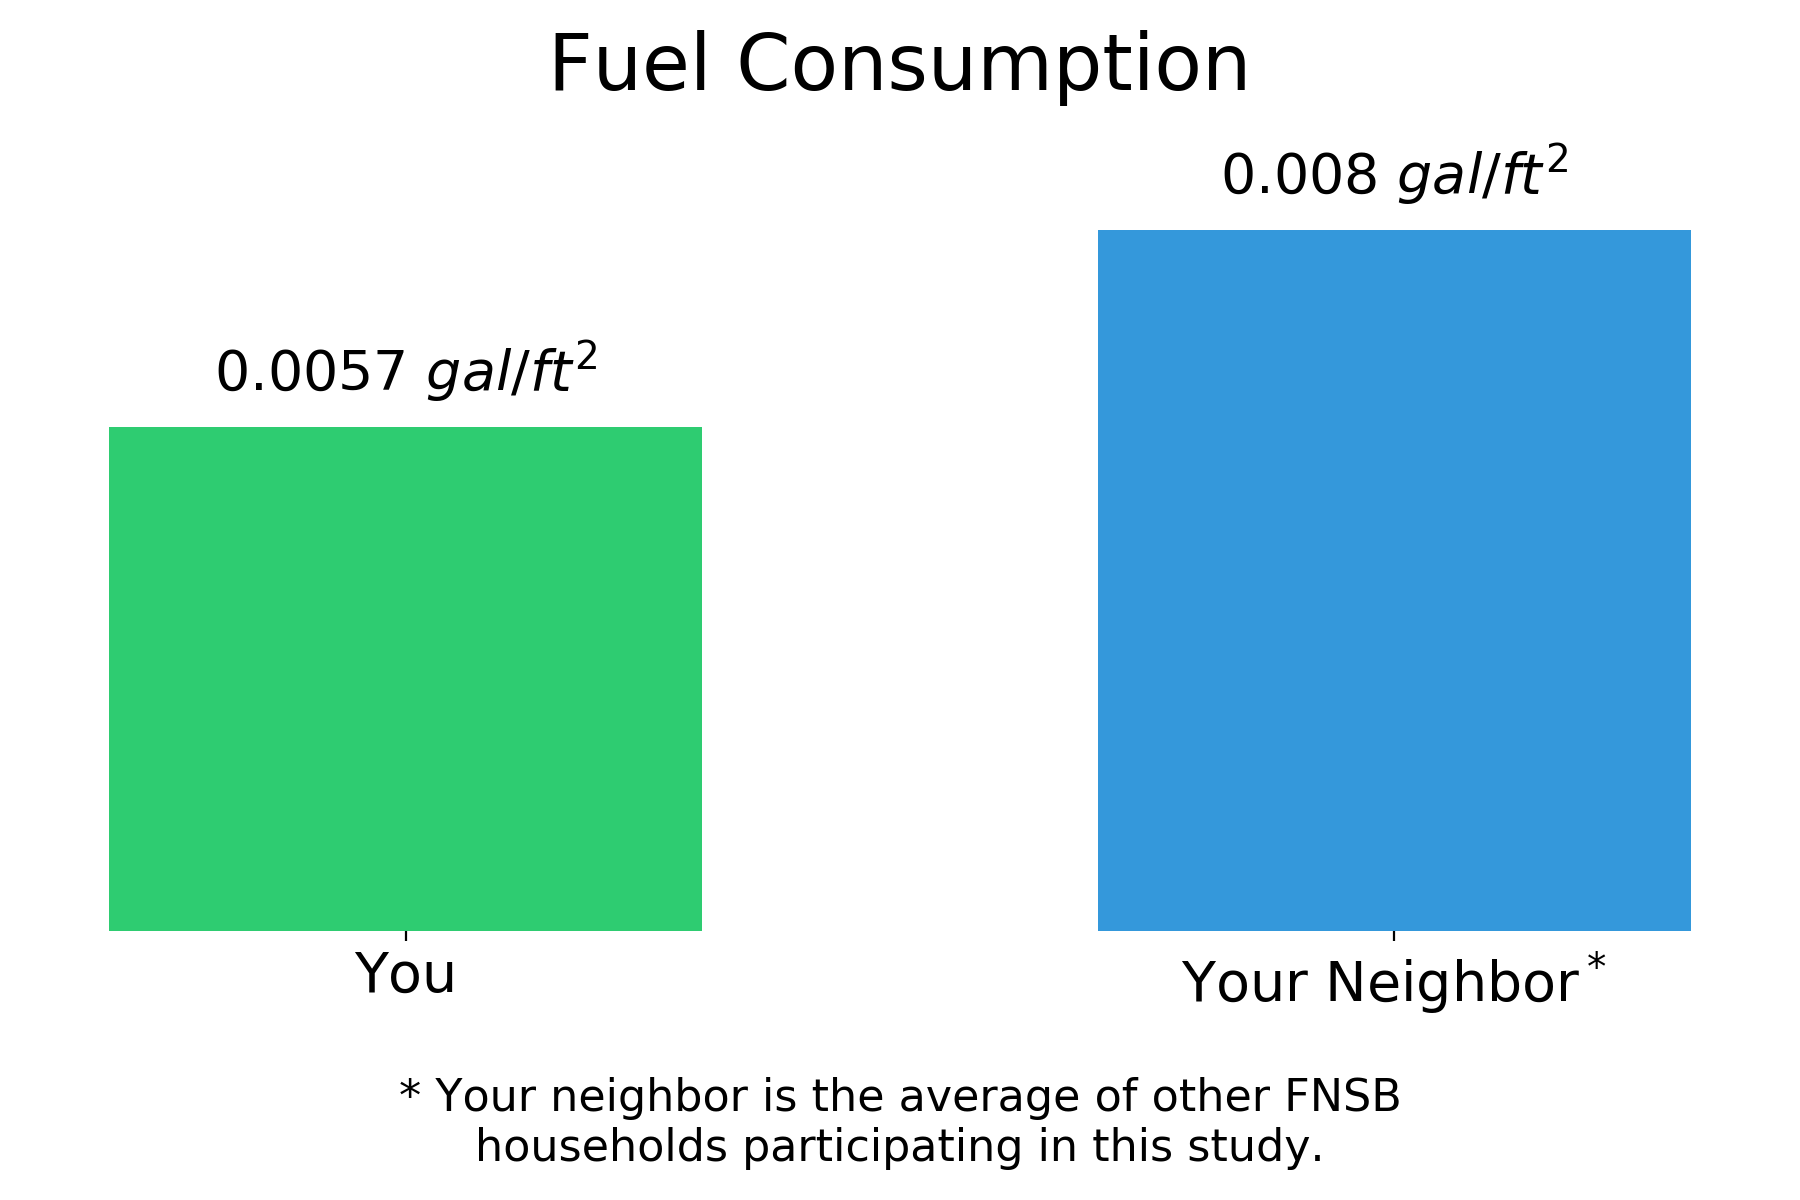 Fuel Consumption
0.008 gal/ft²
0.0057 gal/ft²
You
Your Neighbor*
* Your neighbor is the average of other FNSB
households participating in this study.